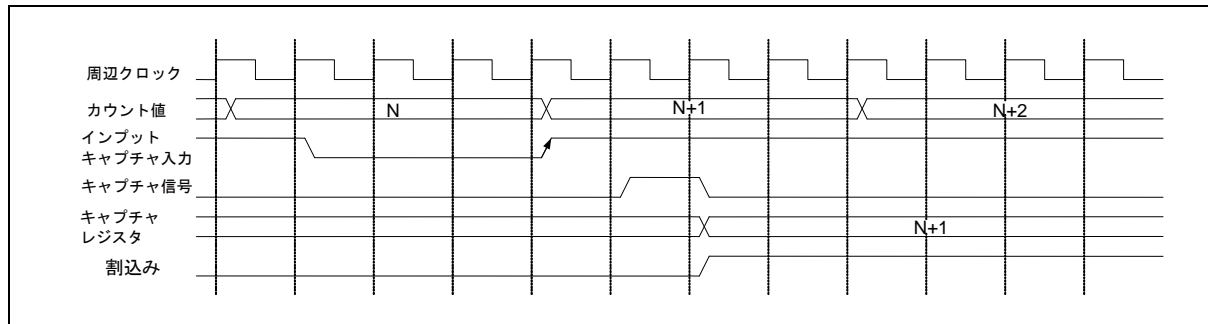 周辺クロック
カウント値
N
N+1
N+2
インプット
キャプチャ入力
キャプチャ信号
キャプチャ
レジスタ
N+1
割込み